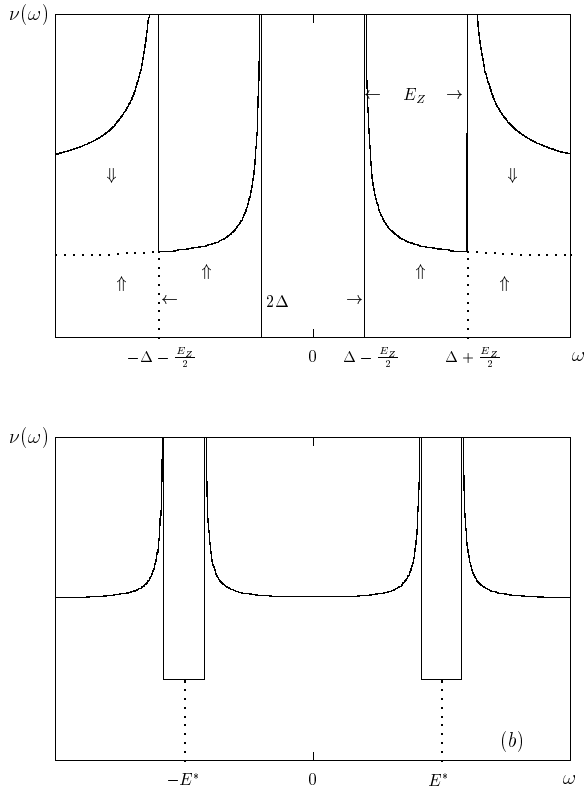 ν(ω)
← E_Z →
⇓ ⇓
⇑ ⇑ ⇑ ⇑
← 2Δ →
−Δ − E_Z/2 0 Δ − E_Z/2 Δ + E_Z/2 ω
ν(ω)
(b)
−E* 0 E* ω